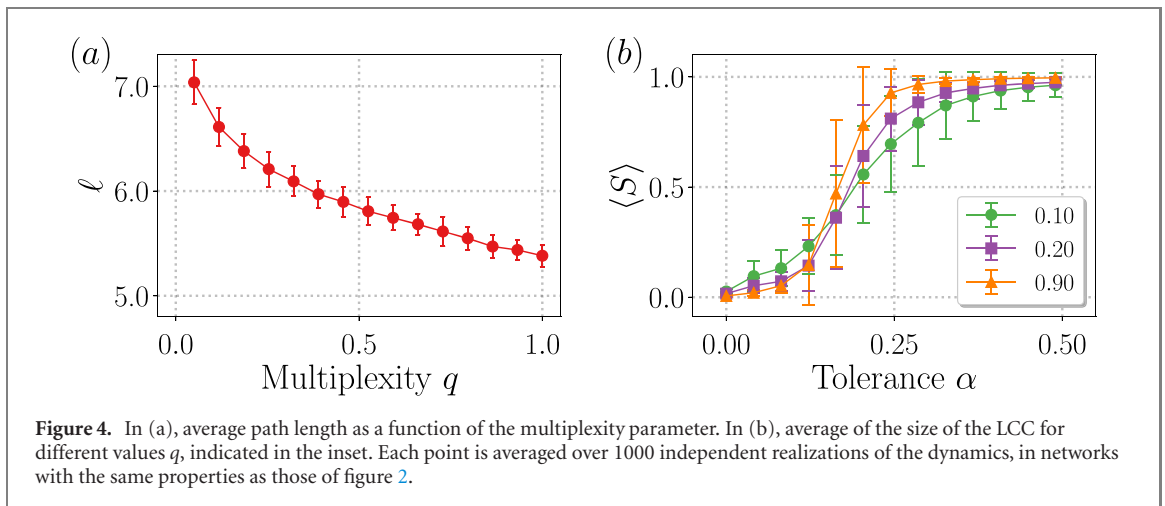 (a)
7.0
6.0
5.0
ℓ
0.0 0.5 1.0
Multiplexity q
(b)
1.0
0.5
0.0
⟨S⟩
0.10
0.20
0.90
0.00 0.25 0.50
Tolerance α
Figure 4. In (a), average path length as a function of the multiplexity parameter. In (b), average of the size of the LCC for
different values q, indicated in the inset. Each point is averaged over 1000 independent realizations of the dynamics, in networks
with the same properties as those of figure 2.